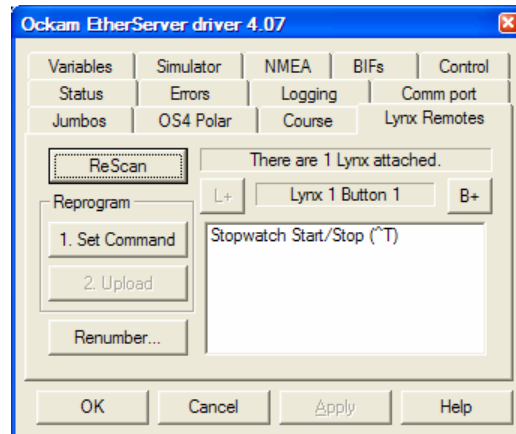 Ockam EtherServer driver 4.07
Variables Simulator NMEA BIFs Control
Status Errors Logging Comm port
Jumbos OS4 Polar Course Lynx Remotes
ReScan There are 1 Lynx attached.
L+ Lynx 1 Button 1 B+
Reprogram
1. Set Command Stopwatch Start/Stop (^T)
2. Upload
Renumber...
OK Cancel Apply Help